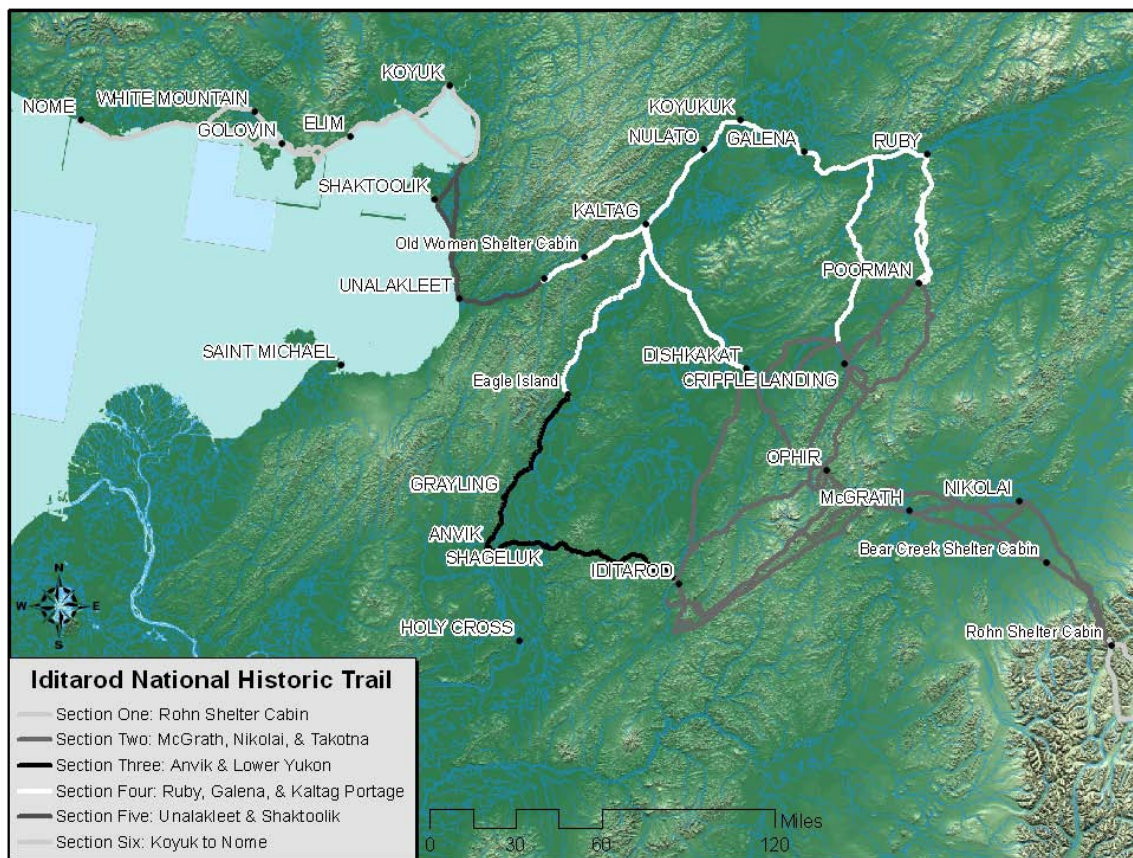 KOYUK
NOME
WHITE MOUNTAIN
GOLOVIN
ELIM
KOYUKUK
NULATO
GALENA
RUBY
SHAKTOOLIK
KALTAG
Old Women Shelter Cabin
UNALAKLEET
POORMAN
SAINT MICHAEL
DISHKAKAT
CRIPPLE LANDING
Eagle Island
OPHIR
GRAYLING
McGRATH
NIKOLAI
ANVIK
SHAGELUK
Bear Creek Shelter Cabin
IDITAROD
HOLY CROSS
Rohn Shelter Cabin
N
W
E
S
Iditarod National Historic Trail
Section One: Rohn Shelter Cabin
Section Two: McGrath, Nikolai, & Takotna
Section Three: Anvik & Lower Yukon
Section Four: Ruby, Galena, & Kaltag Portage
Section Five: Unalakleet & Shaktoolik
Section Six: Koyuk to Nome
Miles
0 30 60 120